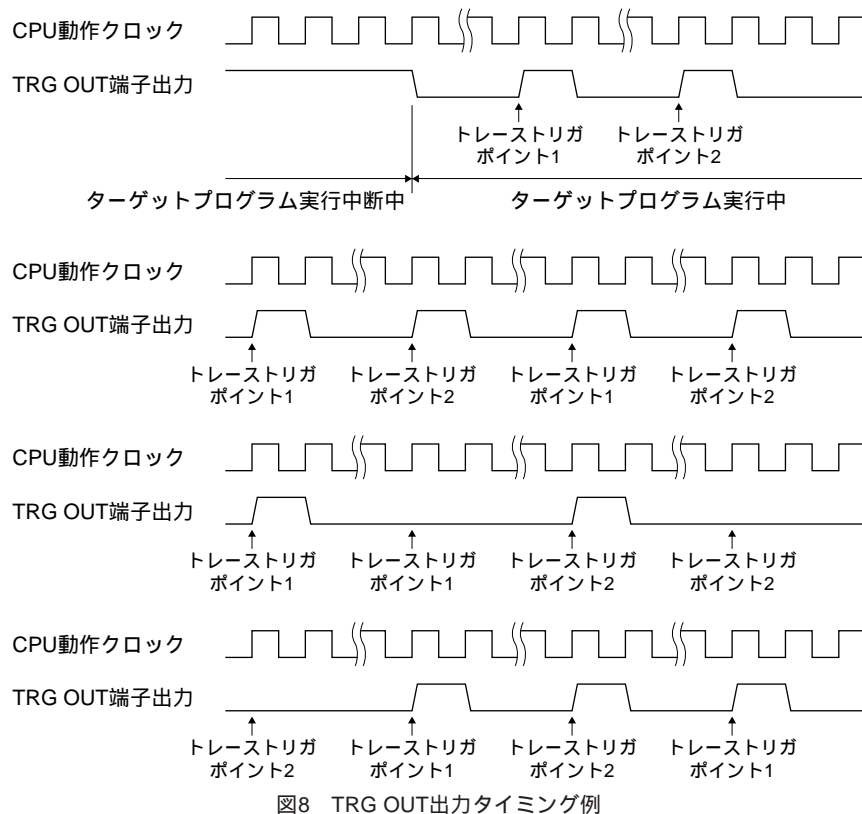 CPU動作クロック
TRG OUT端子出力
トレーストリガ
ポイント1
トレーストリガ
ポイント2
ターゲットプログラム実行中断中
ターゲットプログラム実行中
CPU動作クロック
TRG OUT端子出力
トレーストリガ
ポイント1
トレーストリガ
ポイント2
トレーストリガ
ポイント1
トレーストリガ
ポイント2
CPU動作クロック
TRG OUT端子出力
トレーストリガ
ポイント1
トレーストリガ
ポイント1
トレーストリガ
ポイント2
トレーストリガ
ポイント2
CPU動作クロック
TRG OUT端子出力
トレーストリガ
ポイント2
トレーストリガ
ポイント1
トレーストリガ
ポイント2
トレーストリガ
ポイント1
図8　TRG OUT出力タイミング例